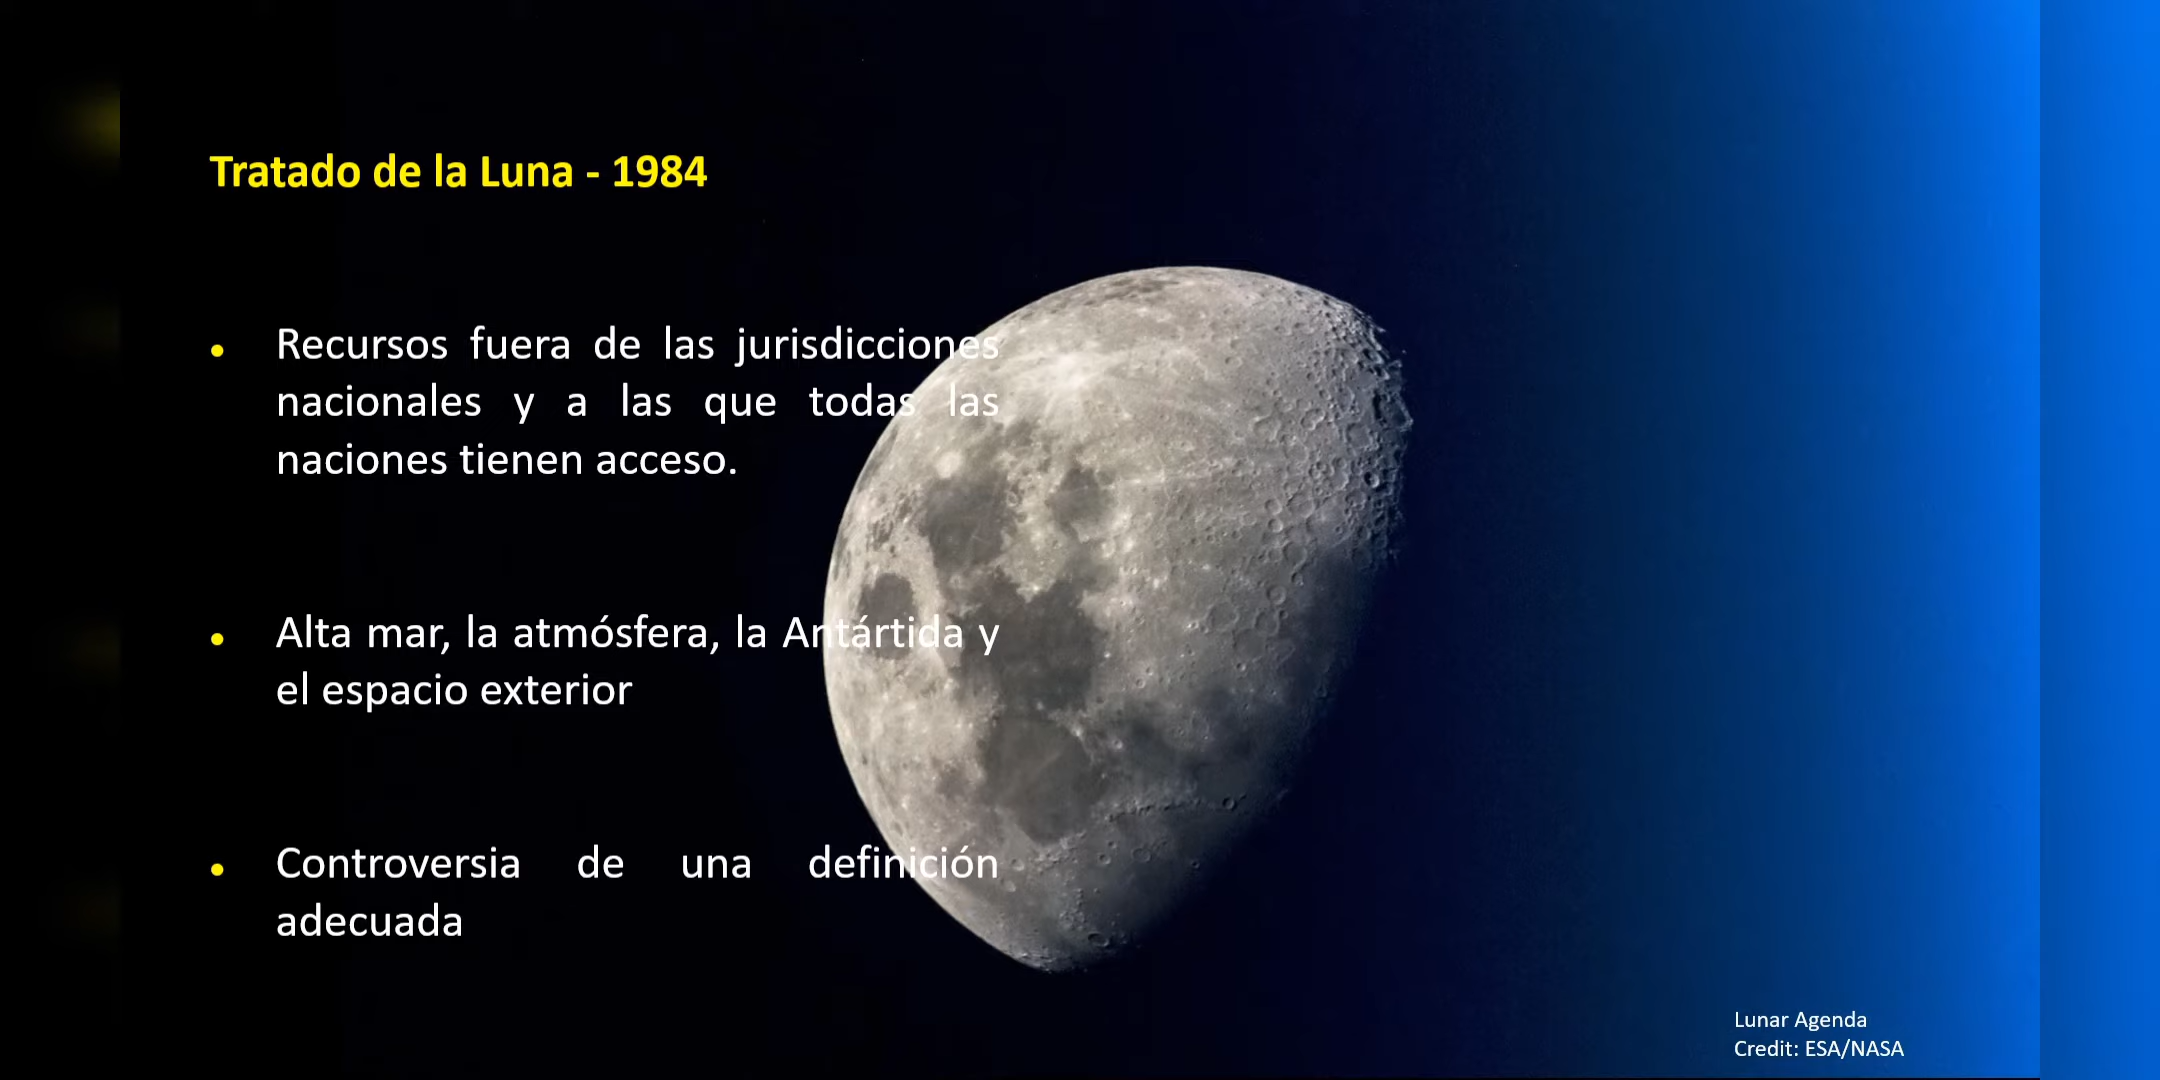 Tratado de la Luna - 1984
Recursos fuera de las jurisdicciones
nacionales y a las que todas las
naciones tienen acceso.
Alta mar, la atmósfera, la Antártida y
el espacio exterior
Controversia de una definición
adecuada
Lunar Agenda
Credit: ESA/NASA